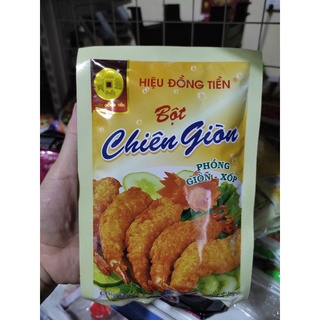 HIỆU ĐỒNG TIỀN
Bột
Chiên Giòn
PHỒNG
GIÒN - XỐP